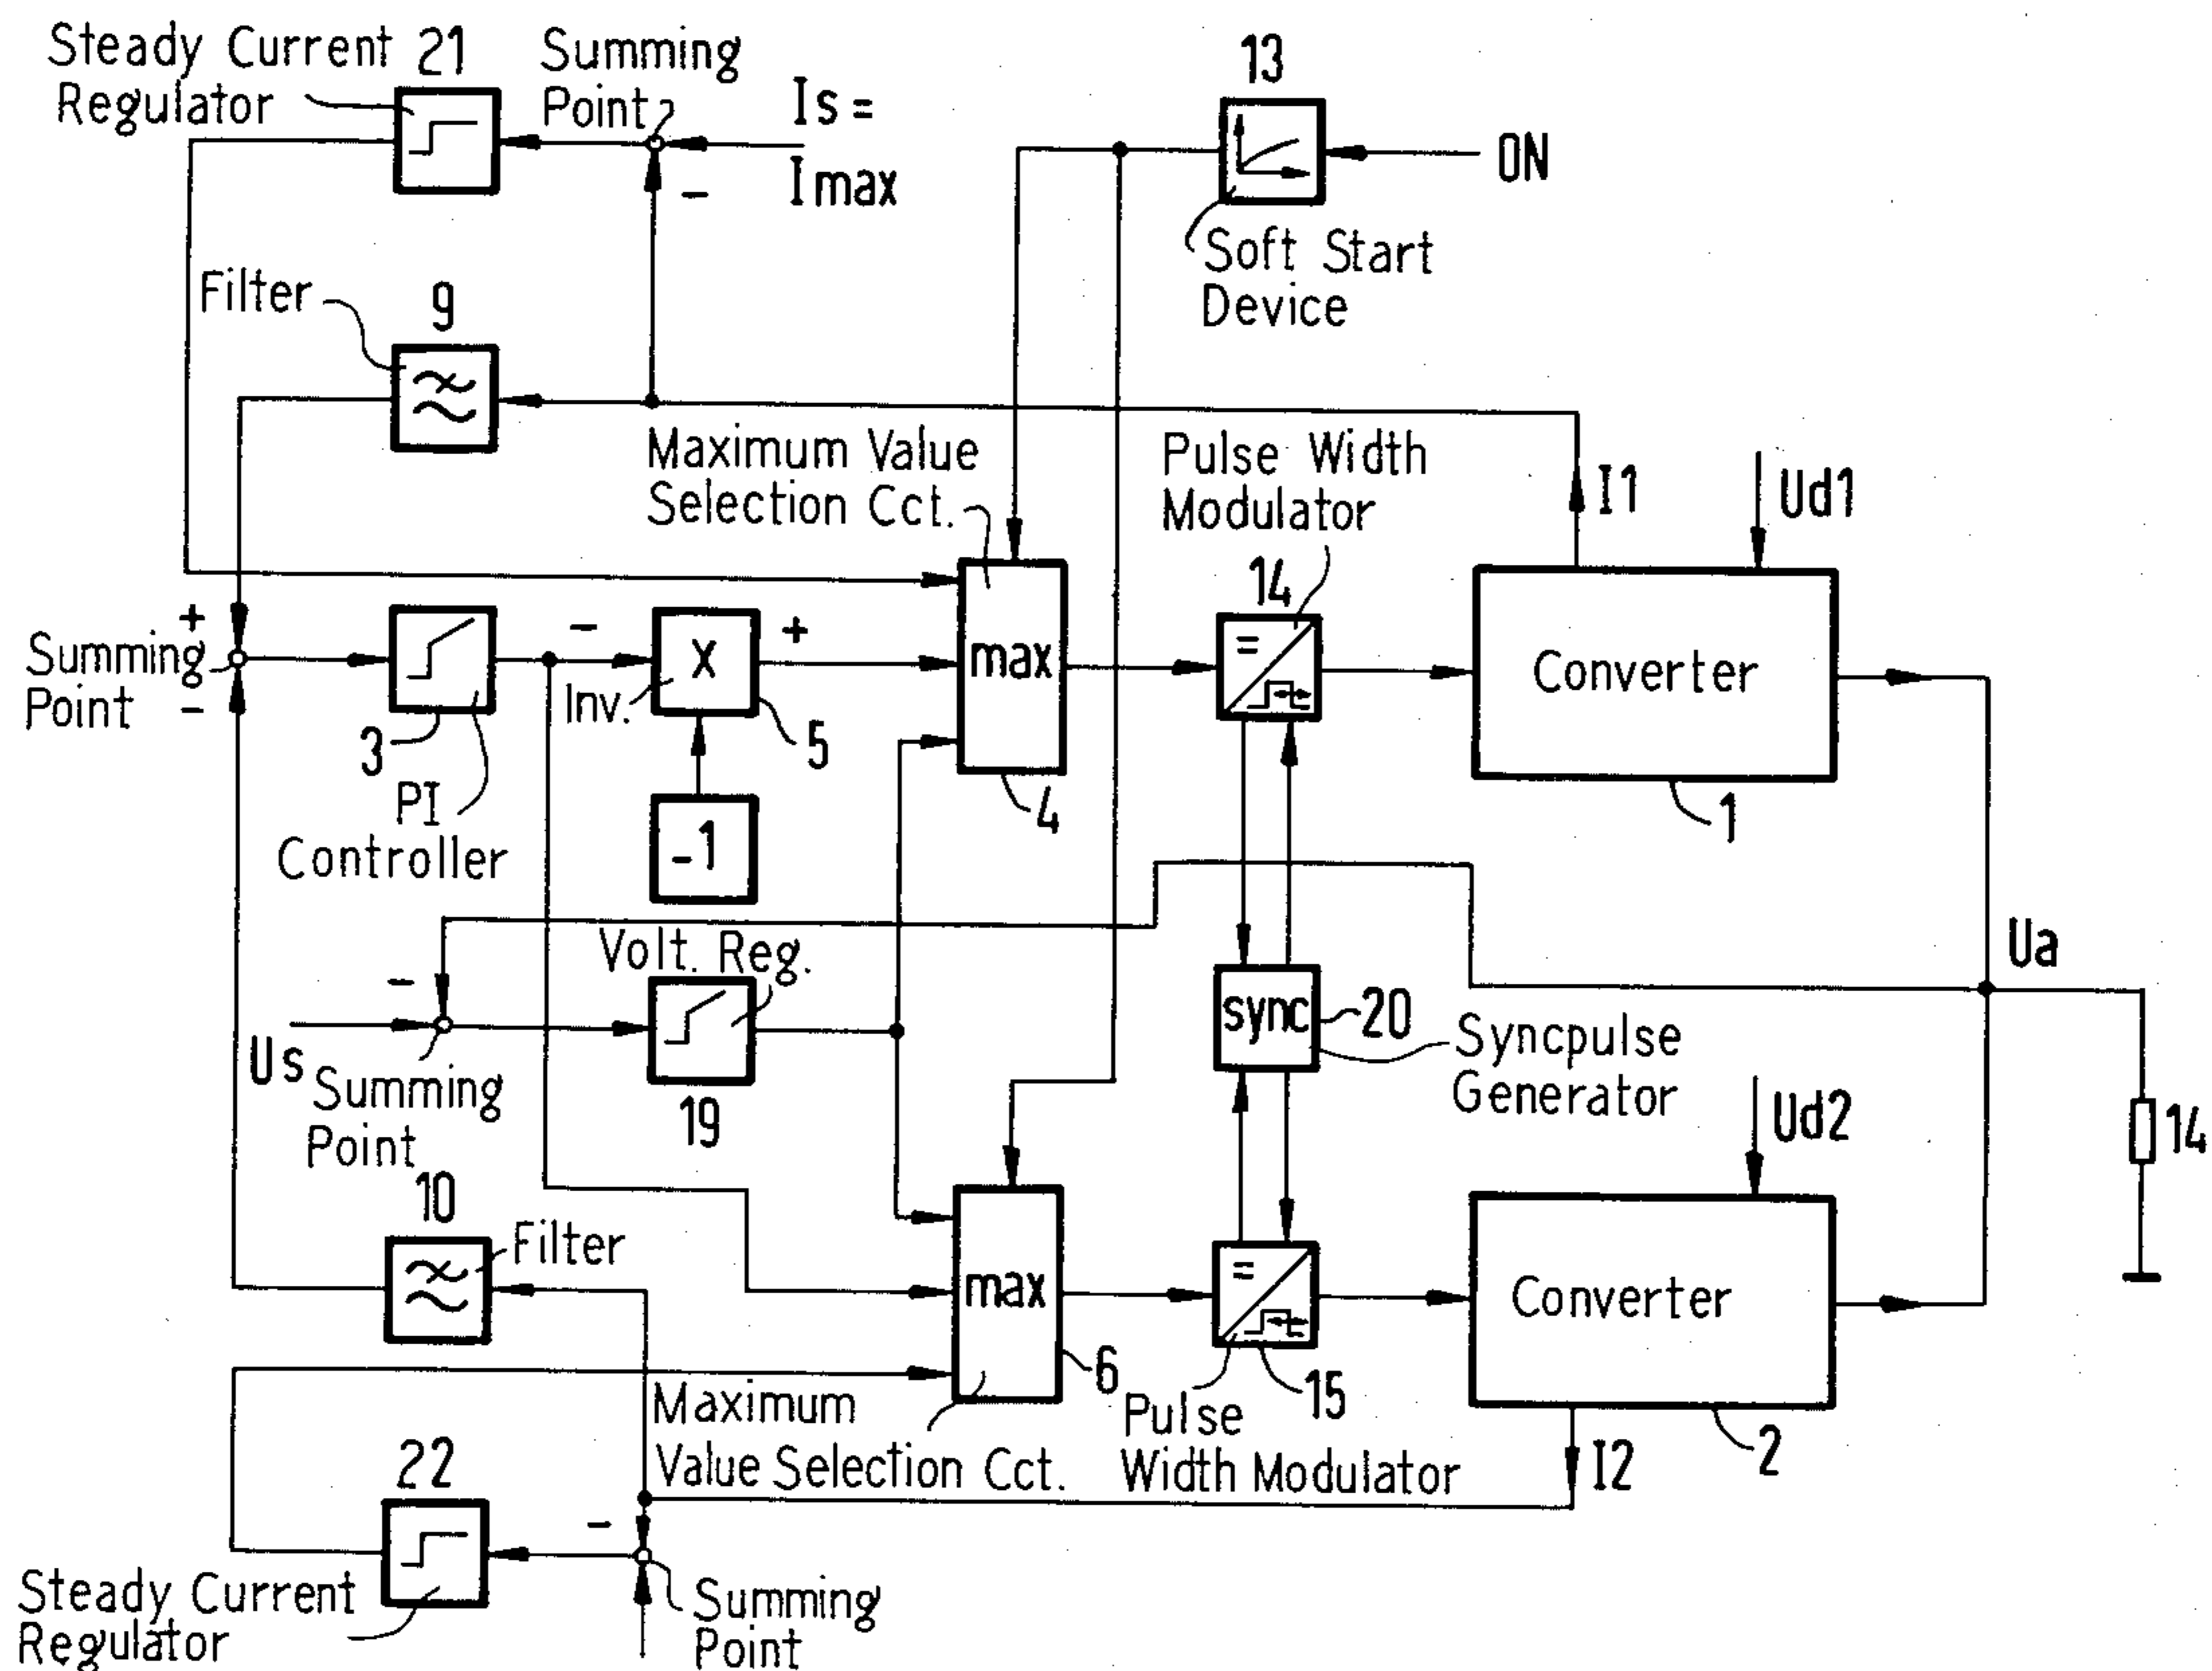 Steady Current
Regulator
21
Summing
Point
Is =
Imax
-
13
ON
Soft Start
Device
Filter
9
Maximum Value
Selection Cct.
Pulse Width
Modulator
I1
Ud1
14
+
Summing
Point
-
3
PI
Controller
-
Inv.
X
+
5
-1
max
4
=
Converter
1
Volt. Reg.
-
Us
Summing
Point
19
sync
20
Syncpulse
Generator
Ua
Ud2
14
10
Filter
max
6
=
15
Converter
2
Maximum
Value Selection Cct.
Pulse
Width Modulator
I2
22
-
Steady Current
Regulator
Summing
Point